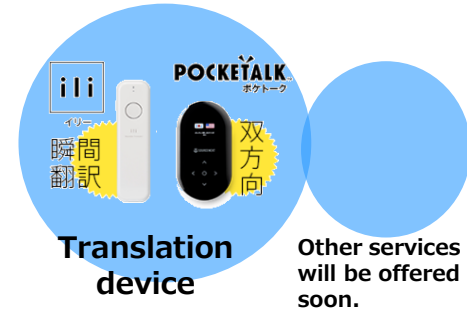 ili
イリー
瞬間
翻訳
POCKETALK
ポケトーク
双
方
向
Translation
device
Other services
will be offered
soon.